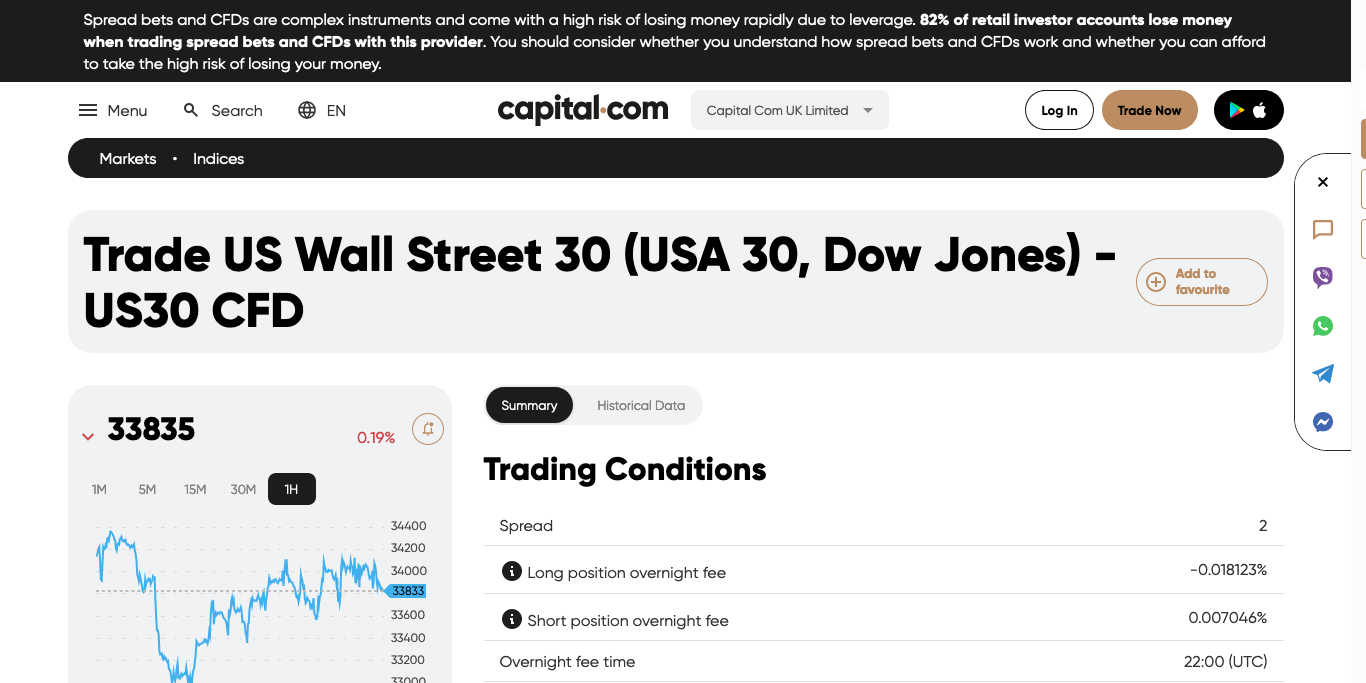 Spread bets and CFDs are complex instruments and come with a high risk of losing money rapidly due to leverage. 82% of retail investor accounts lose money
when trading spread bets and CFDs with this provider. You should consider whether you understand how spread bets and CFDs work and whether you can afford
to take the high risk of losing your money.
Menu
Search
EN
capital.com
Capital Com UK Limited
Log In
Trade Now
Markets • Indices
Trade US Wall Street 30 (USA 30, Dow Jones) -
US30 CFD
Add to
favourite
33835
0.19%
1M 5M 15M 30M 1H
34400
34200
34000
33833
33600
33400
33200
33000
Summary
Historical Data
Trading Conditions
Spread 2
Long position overnight fee -0.018123%
Short position overnight fee 0.007046%
Overnight fee time 22:00 (UTC)